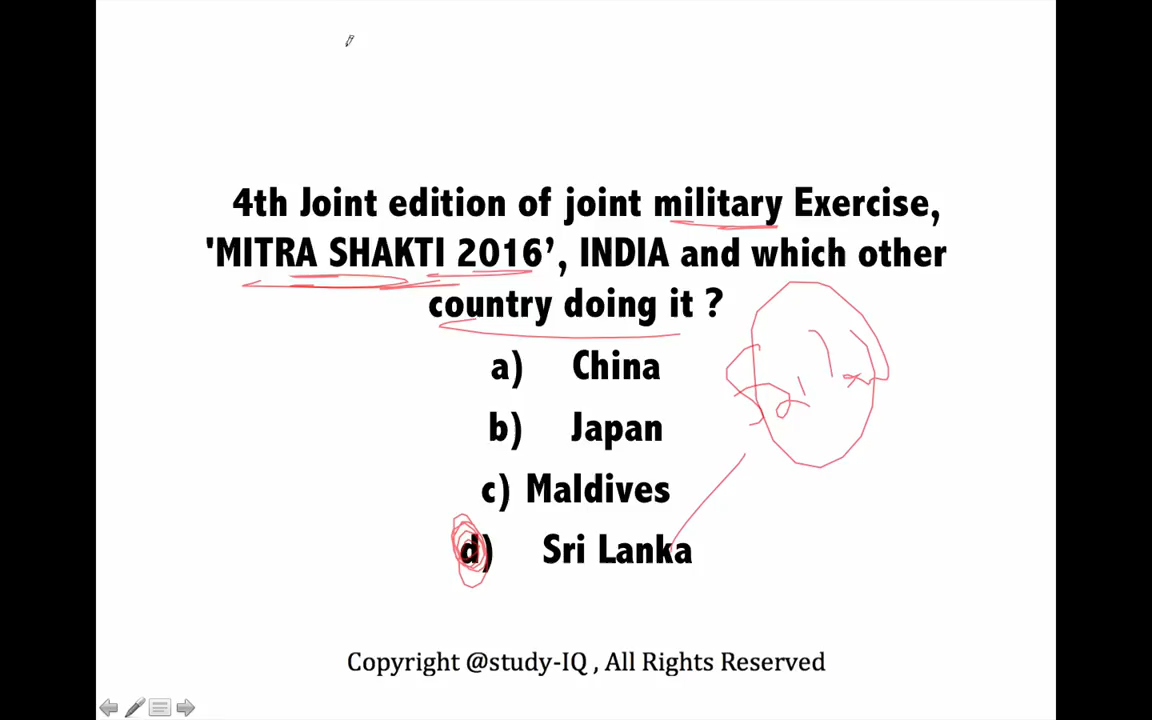 4th Joint edition of joint military Exercise,
'MITRA SHAKTI 2016’, INDIA and which other
country doing it ?
a) China
b) Japan
c) Maldives
d) Sri Lanka
Copyright @study-IQ , All Rights Reserved